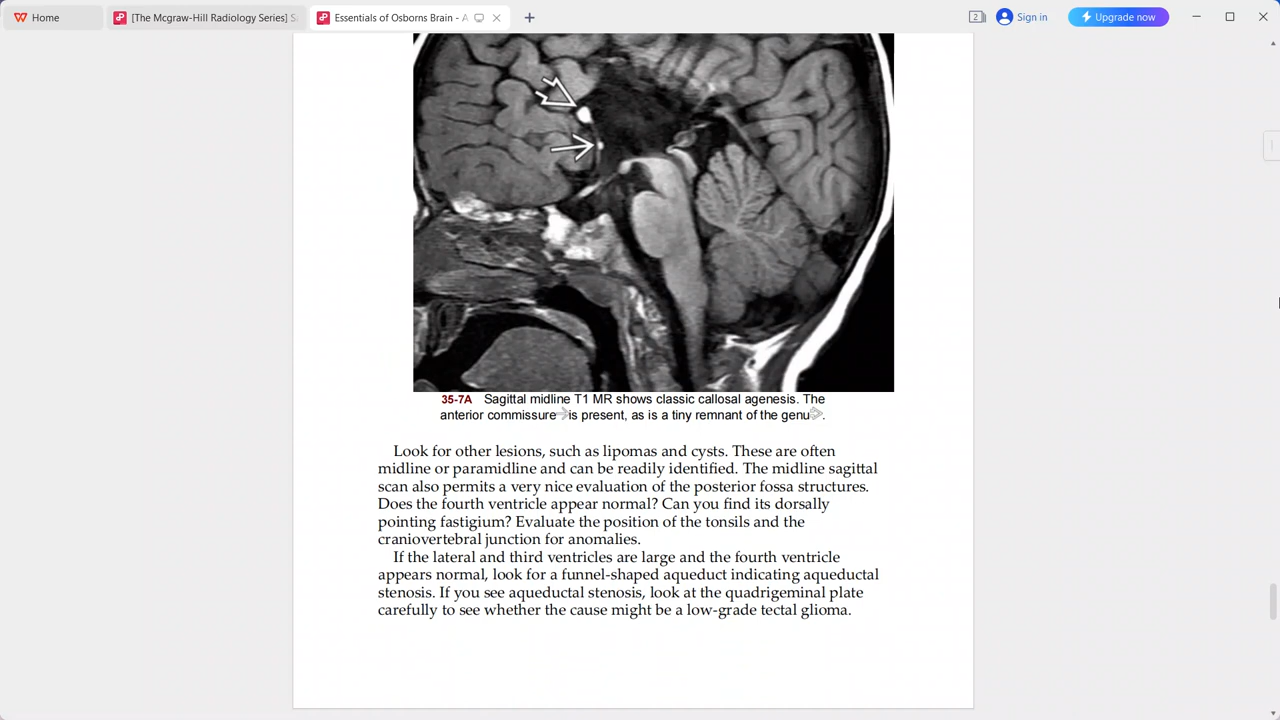 Home
[The Mcgraw-Hill Radiology Series] S
Essentials of Osborns Brain - A
2
Sign in
Upgrade now
35-7A Sagittal midline T1 MR shows classic callosal agenesis. The
anterior commissure is present, as is a tiny remnant of the genu .
Look for other lesions, such as lipomas and cysts. These are often
midline or paramidline and can be readily identified. The midline sagittal
scan also permits a very nice evaluation of the posterior fossa structures.
Does the fourth ventricle appear normal? Can you find its dorsally
pointing fastigium? Evaluate the position of the tonsils and the
craniovertebral junction for anomalies.
If the lateral and third ventricles are large and the fourth ventricle
appears normal, look for a funnel-shaped aqueduct indicating aqueductal
stenosis. If you see aqueductal stenosis, look at the quadrigeminal plate
carefully to see whether the cause might be a low-grade tectal glioma.